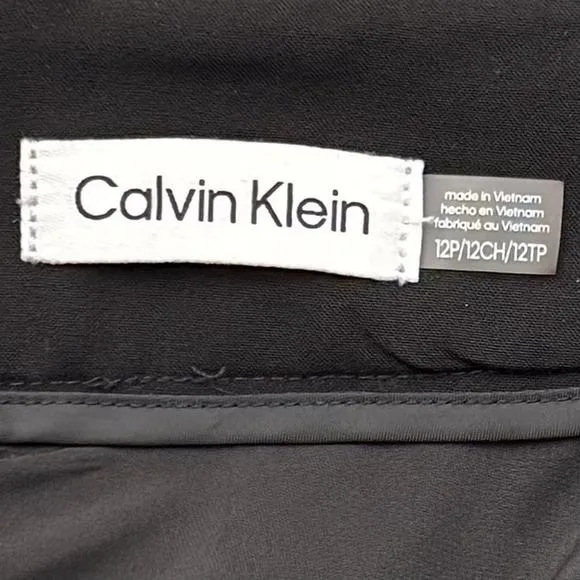 Calvin Klein
made in Vietnam
hecho en Vietnam
fabriqué au Vietnam
12P/12CH/12TP